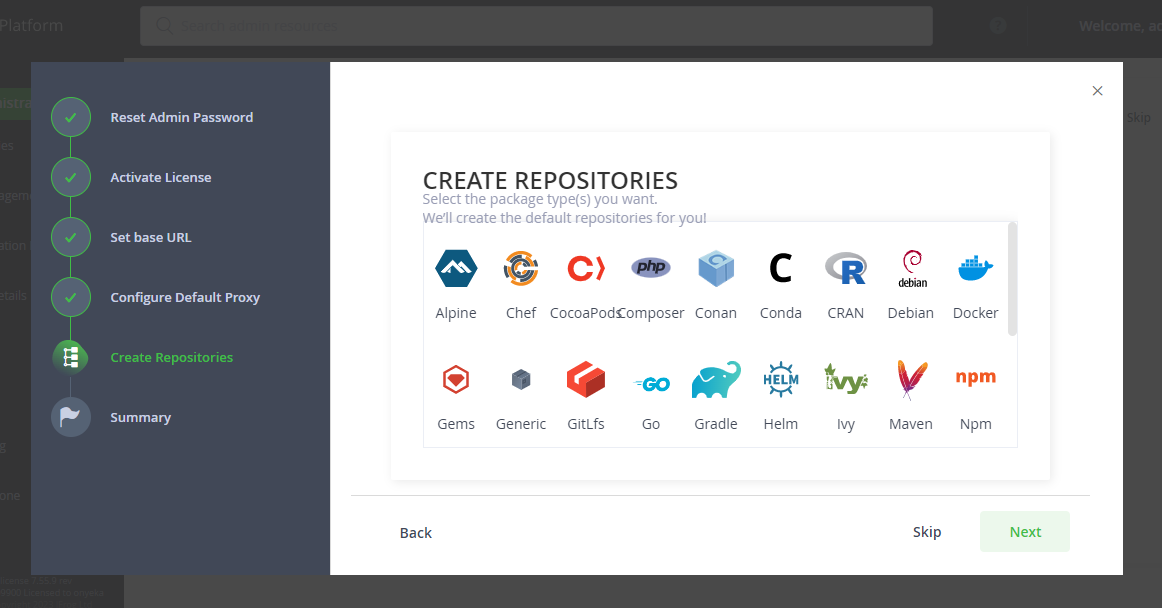 Platform
Search admin resources
Welcome, ad
Skip
Reset Admin Password
Activate License
Set base URL
Configure Default Proxy
Create Repositories
Summary
CREATE REPOSITORIES
Select the package type(s) you want.
We'll create the default repositories for you!
php
debian
Alpine Chef CocoaPods Composer Conan Conda CRAN Debian Docker
GO HELM ivy npm
Gems Generic GitLfs Go Gradle Helm Ivy Maven Npm
Back Skip Next